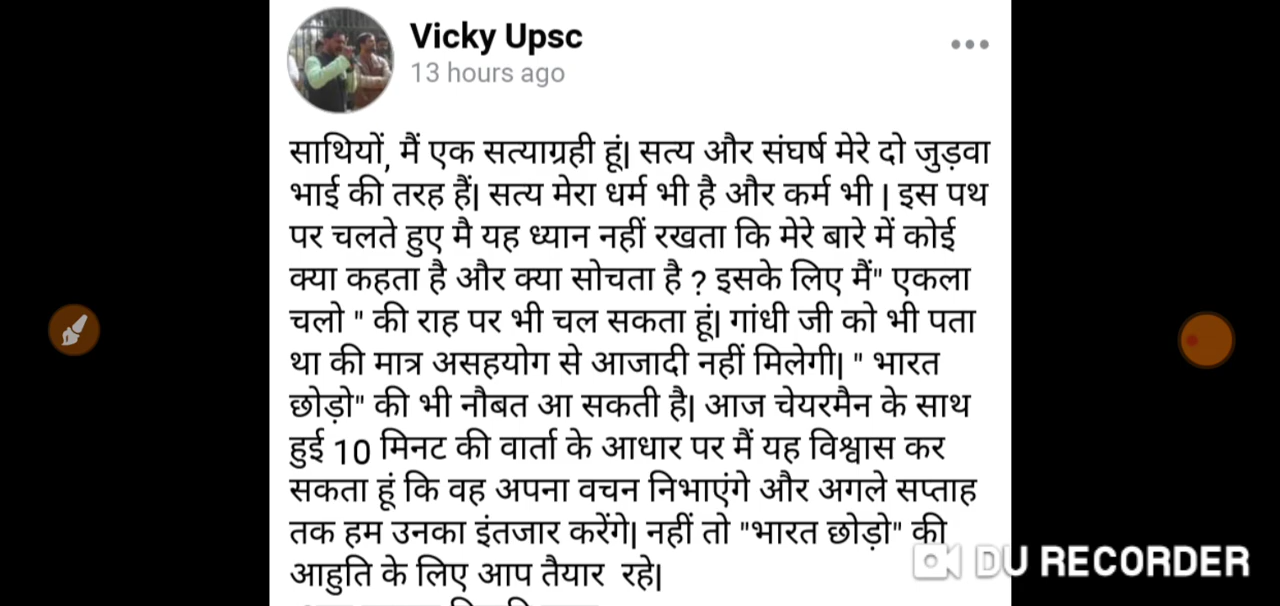 Vicky Upsc
13 hours ago
साथियों, मैं एक सत्याग्रही हूं| सत्य और संघर्ष मेरे दो जुड़वा
भाई की तरह हैं| सत्य मेरा धर्म भी है और कर्म भी | इस पथ
पर चलते हुए मै यह ध्यान नहीं रखता कि मेरे बारे में कोई
क्या कहता है और क्या सोचता है ? इसके लिए मैं" एकला
चलो " की राह पर भी चल सकता हूं| गांधी जी को भी पता
था की मात्र असहयोग से आजादी नहीं मिलेगी| " भारत
छोड़ो" की भी नौबत आ सकती है| आज चेयरमैन के साथ
हुई 10 मिनट की वार्ता के आधार पर मैं यह विश्वास कर
सकता हूं कि वह अपना वचन निभाएंगे और अगले सप्ताह
तक हम उनका इंतजार करेंगे| नहीं तो "भारत छोड़ो" की
आहुति के लिए आप तैयार रहे|
DU RECORDER